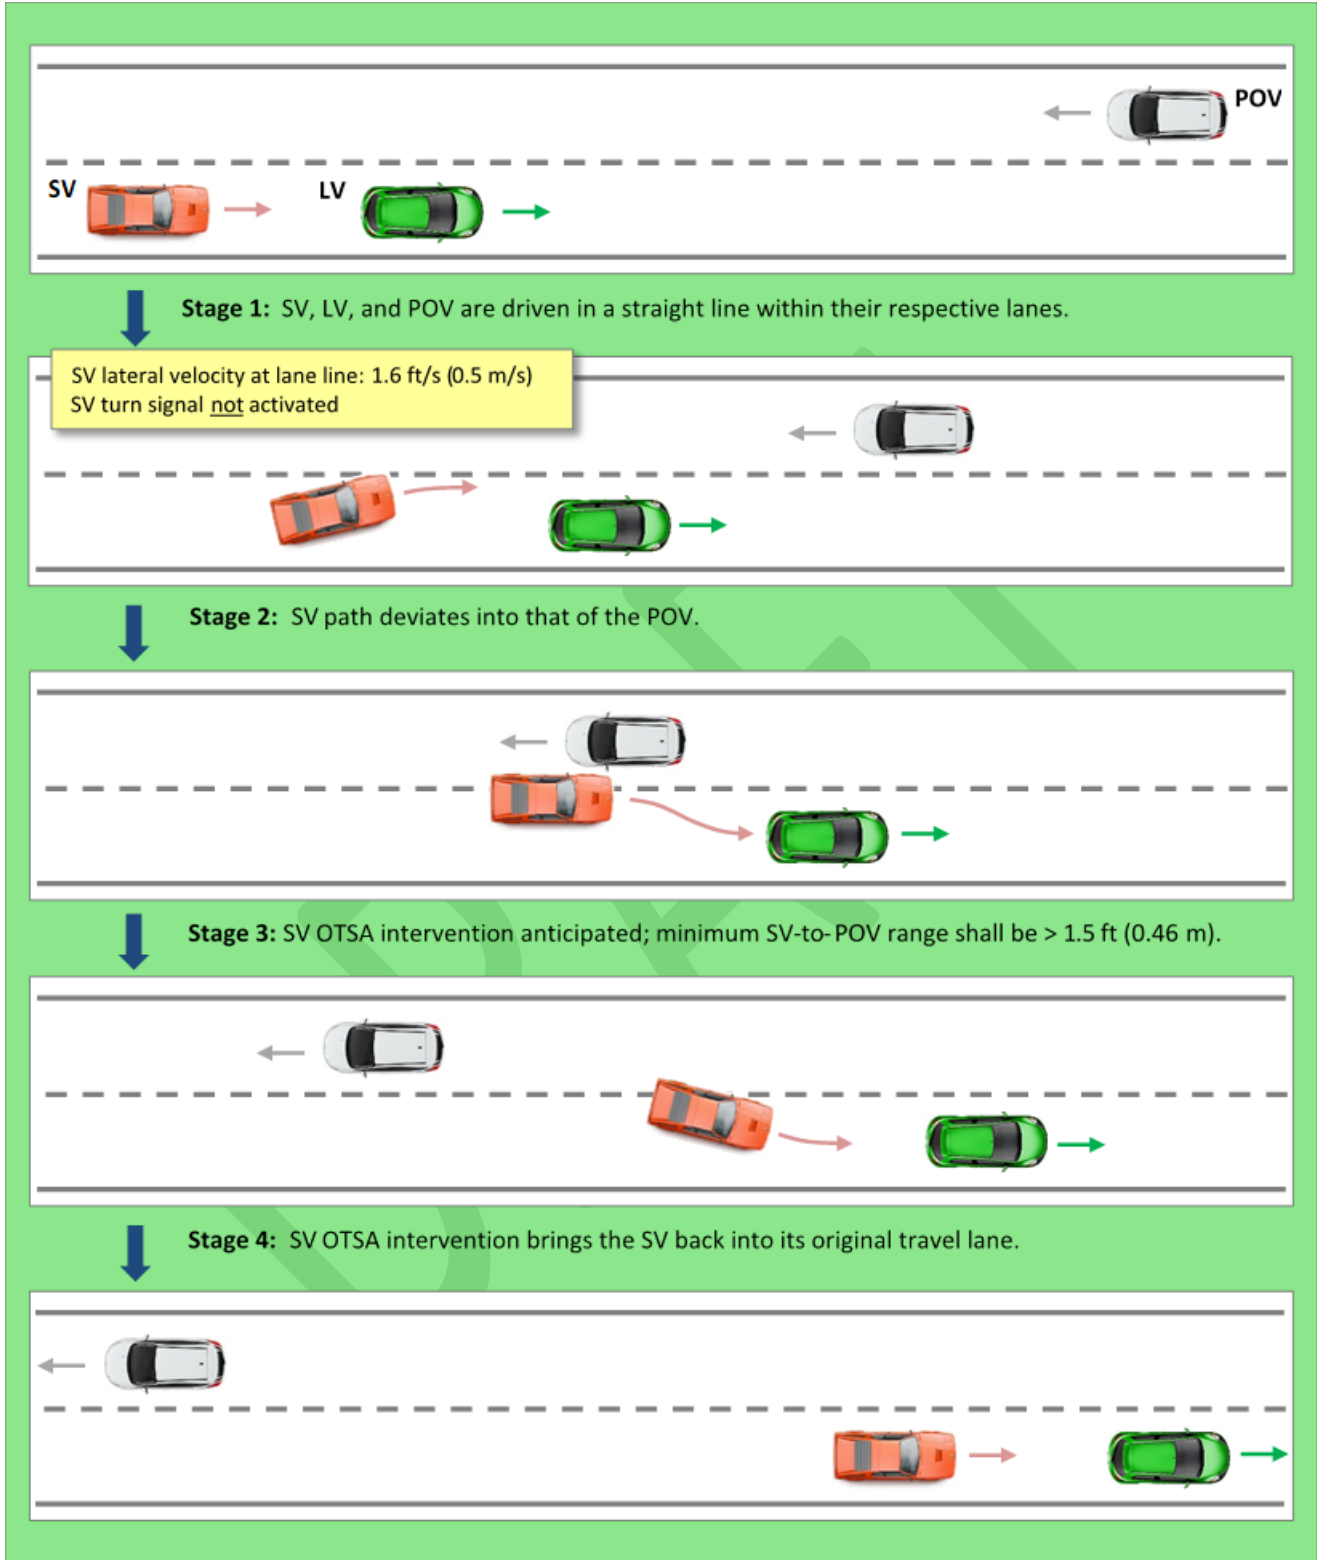 POV
SV
LV
Stage 1: SV, LV, and POV are driven in a straight line within their respective lanes.
SV lateral velocity at lane line: 1.6 ft/s (0.5 m/s)
SV turn signal not activated
Stage 2: SV path deviates into that of the POV.
Stage 3: SV OTSA intervention anticipated; minimum SV-to-POV range shall be > 1.5 ft (0.46 m).
Stage 4: SV OTSA intervention brings the SV back into its original travel lane.
DRAFT